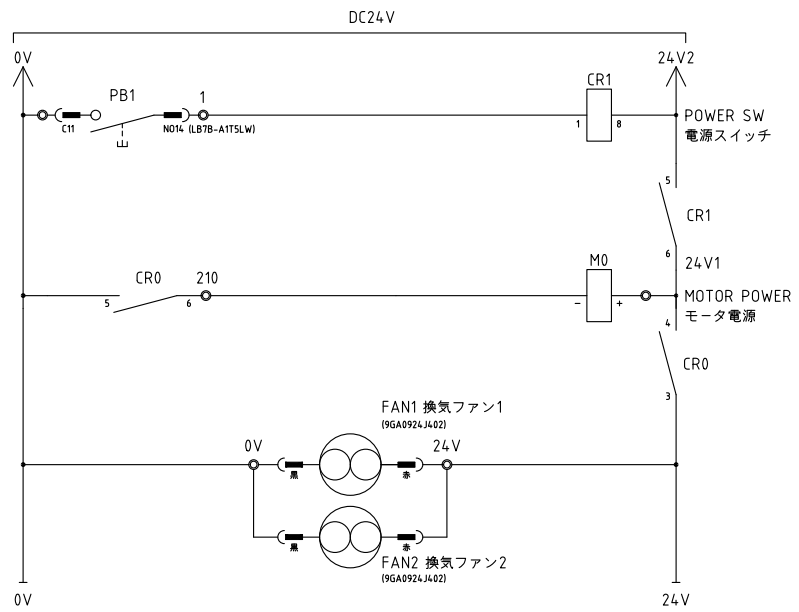 DC24V
0V
24V2
PB1
1
CR1
C11
NO14 (LB7B-A1T5LW)
1
8
POWER SW
電源スイッチ
5
CR1
6
24V1
CR0
210
M0
5
6
-
+
MOTOR POWER
モータ電源
4
CR0
3
FAN1 換気ファン1
(9GA0924J402)
0V
24V
黒
赤
黒
赤
FAN2 換気ファン2
(9GA0924J402)
0V
24V